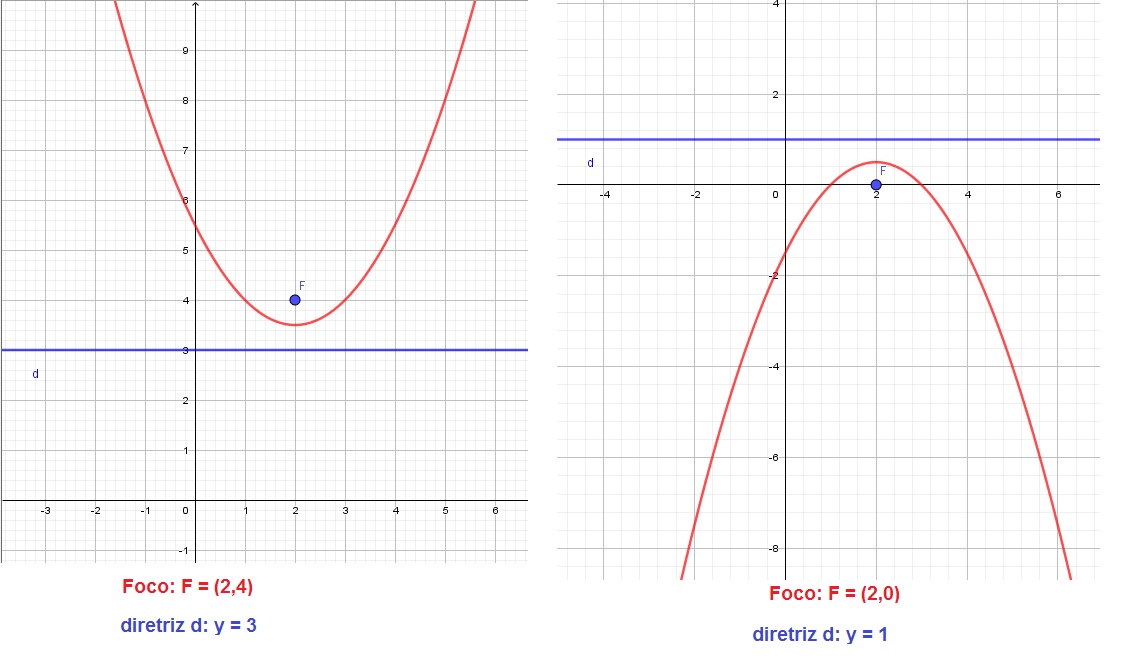 9
8
7
6
5
4
3
2
1
-1
-3 -2 -1 0 1 2 3 4 5 6
F
d
Foco: F = (2,4)
diretriz d: y = 3
4
2
-2
-4
-6
-8
-4 -2 0 2 4 6
F
d
Foco: F = (2,0)
diretriz d: y = 1